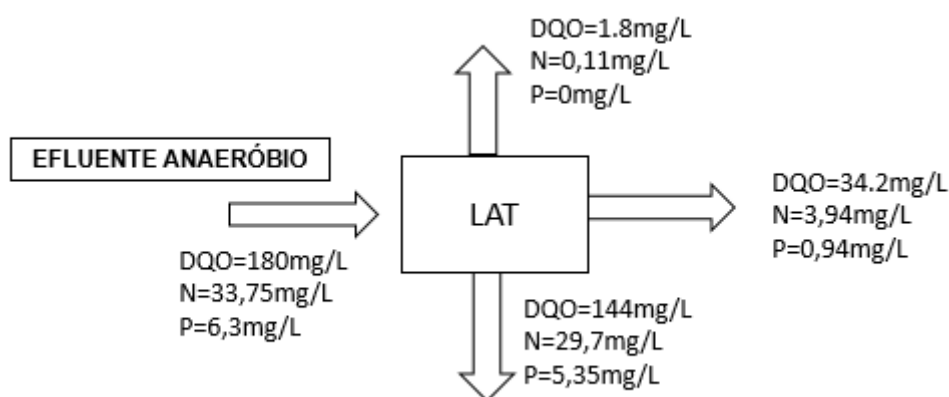 DQO=1.8mg/L
N=0,11mg/L
P=0mg/L
EFLUENTE ANAERÓBIO
LAT
DQO=180mg/L
N=33,75mg/L
P=6,3mg/L
DQO=34.2mg/L
N=3,94mg/L
P=0,94mg/L
DQO=144mg/L
N=29,7mg/L
P=5,35mg/L